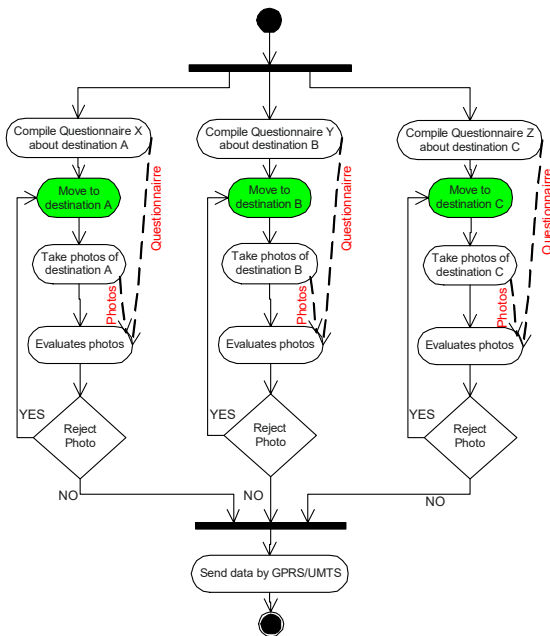 Compile Questionnaire X
about destination A
Move to
destination A
Questionnairre
Take photos of
destination A
Photos
Evaluates photos
YES
Reject
Photo
NO
Compile Questionnaire Y
about destination B
Move to
destination B
Questionnairre
Take photos of
destination B
Photos
Evaluates photos
YES
Reject
Photo
NO
Compile Questionnaire Z
about destination C
Move to
destination C
Questionnairre
Take photos of
destination C
Photos
Evaluates photos
YES
Reject
Photo
NO
Send data by GPRS/UMTS